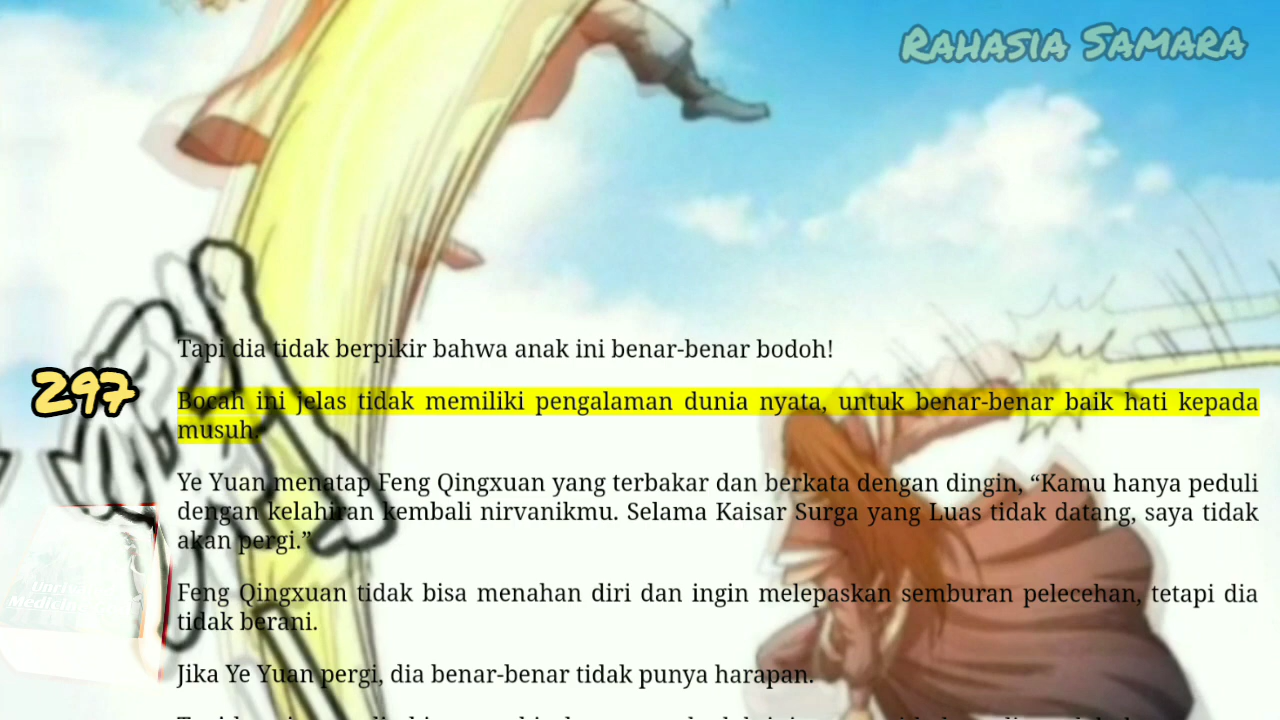 Rahasia Samara
Tapi dia tidak berpikir bahwa anak ini benar-benar bodoh!
297
Bocah ini jelas tidak memiliki pengalaman dunia nyata, untuk benar-benar baik hati kepada
musuh.
Ye Yuan menatap Feng Qingxuan yang terbakar dan berkata dengan dingin, “Kamu hanya peduli
dengan kelahiran kembali nirvanikmu. Selama Kaisar Surga yang Luas tidak datang, saya tidak
akan pergi.”
Feng Qingxuan tidak bisa menahan diri dan ingin melepaskan semburan pelecehan, tetapi dia
tidak berani.
Jika Ye Yuan pergi, dia benar-benar tidak punya harapan.